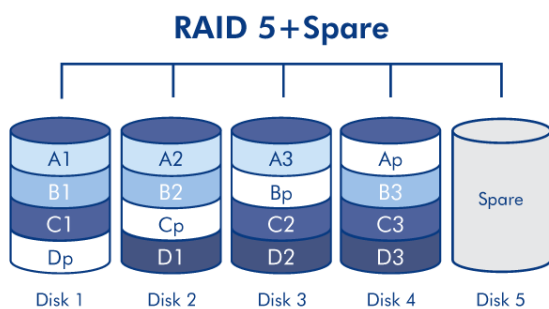 RAID 5+Spare
A1 A2 A3 Ap
B1 B2 Bp B3 Spare
C1 Cp C2 C3
Dp D1 D2 D3
Disk 1 Disk 2 Disk 3 Disk 4 Disk 5